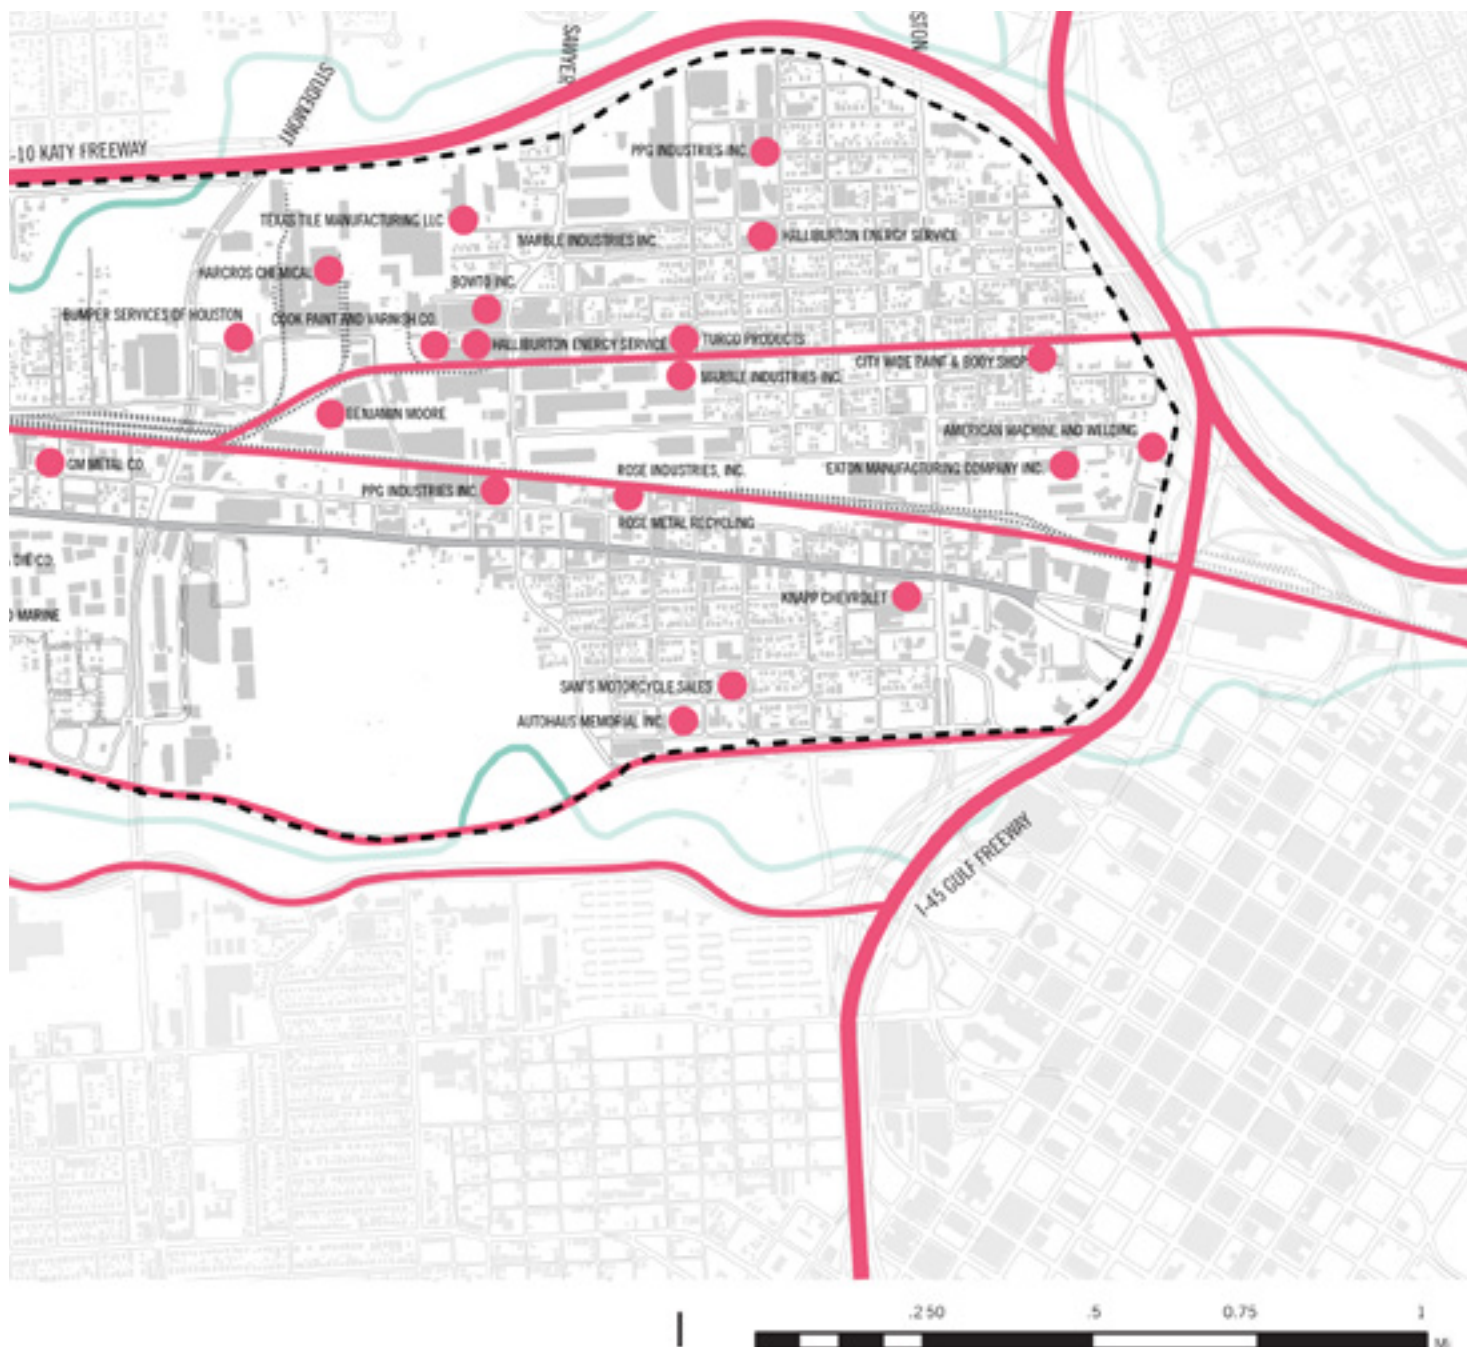 SAWYER
STON
STUDEMONT
-10 KATY FREEWAY
PPG INDUSTRIES INC.
TEXAS TILE MANUFACTURING LLC
MARBLE INDUSTRIES INC.
HALLIBURTON ENERGY SERVICE
HARCROS CHEMICAL
BOVITO INC.
BUMPER SERVICES OF HOUSTON
COOK PAINT AND VARNISH CO.
HALLIBURTON ENERGY SERVICE
TURCO PRODUCTS
CITY WIDE PAINT & BODY SHOP
MARBLE INDUSTRIES INC.
BENJAMIN MOORE
AMERICAN MACHINE AND WELDING
GM METAL CO.
ROSE INDUSTRIES, INC.
EATON MANUFACTURING COMPANY INC.
PPG INDUSTRIES INC.
ROSE METAL RECYCLING
DIE CO.
KNAPP CHEVROLET
O MARINE
SAM'S MOTORCYCLE SALES
AUTOHAUS MEMORIAL INC.
I-45 GULF FREEWAY
.250 .5 0.75 1
MI.